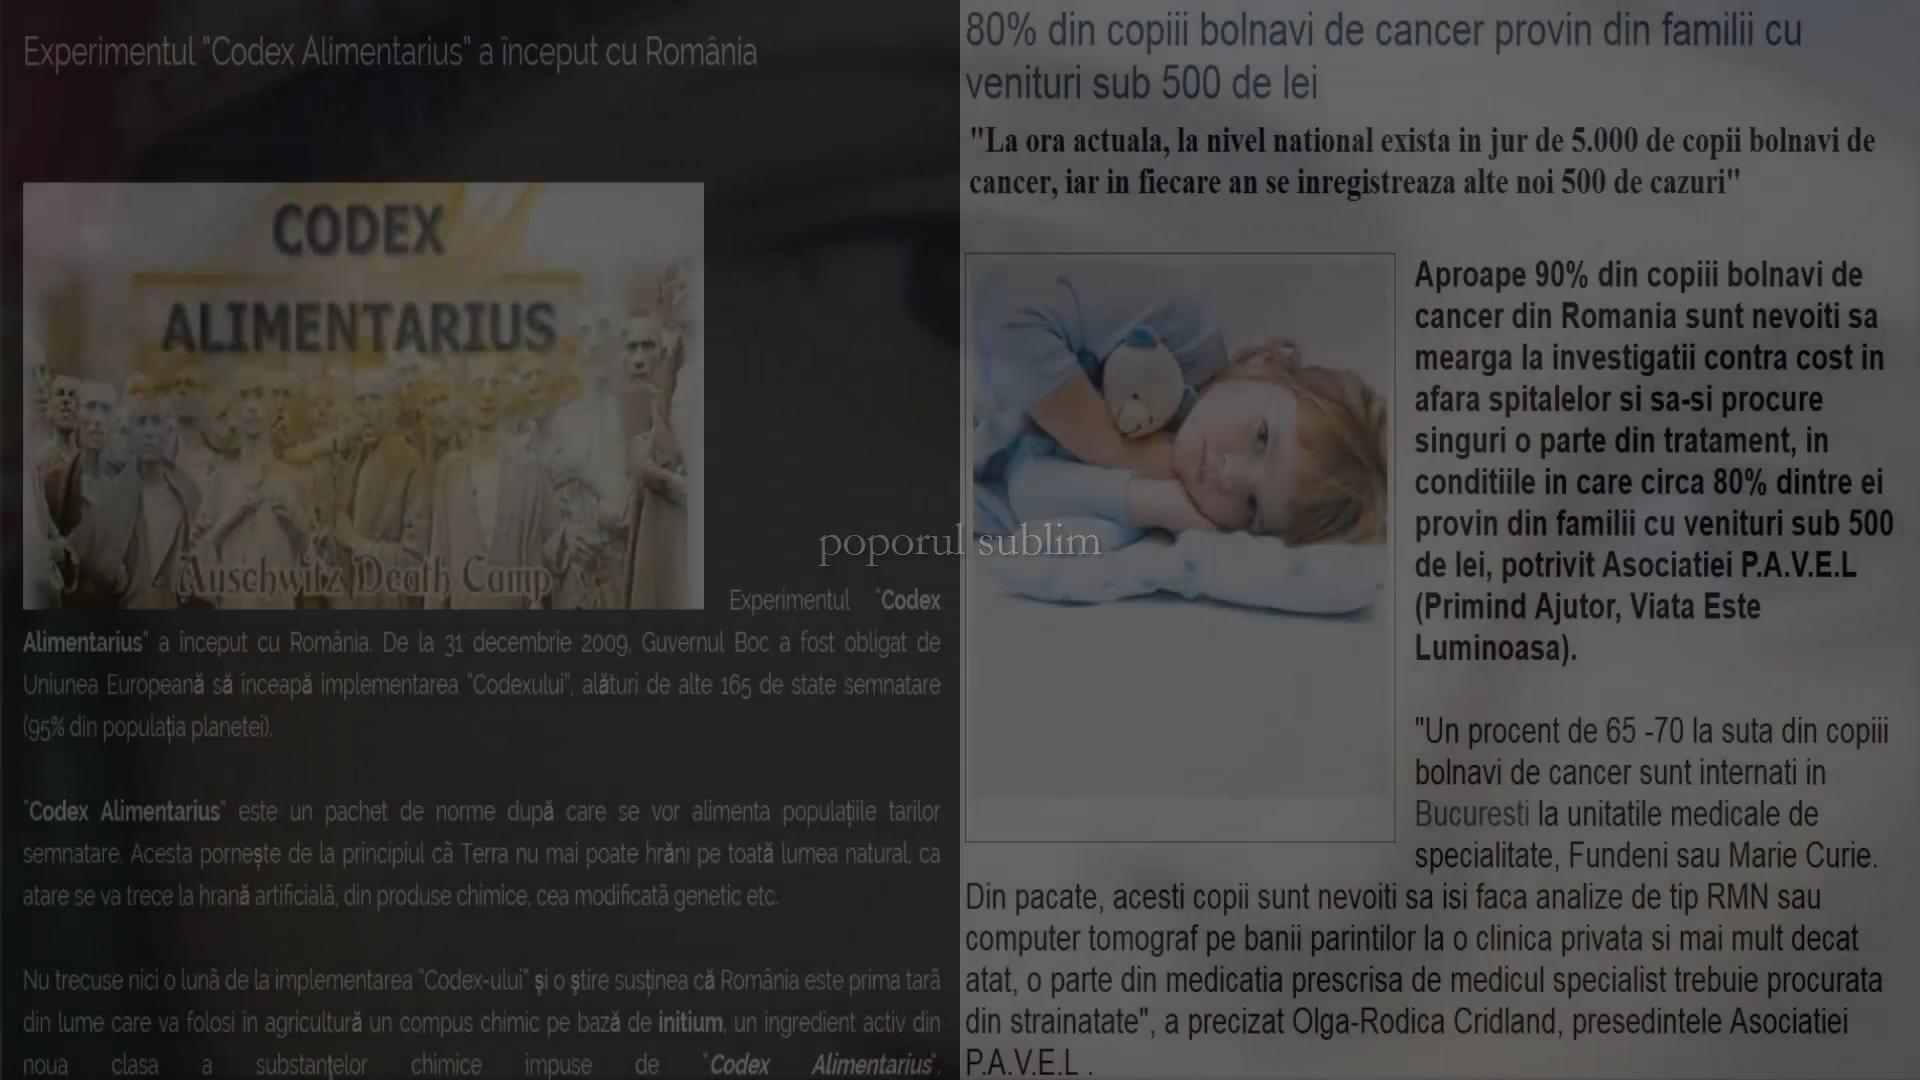 Experimentul "Codex Alimentarius" a început cu România
CODEX
ALIMENTARIUS
Auschwitz Death Camp
Experimentul "Codex
Alimentarius" a început cu România. De la 31 decembrie 2009, Guvernul Boc a fost obligat de
Uniunea Europeană să înceapă implementarea "Codexului", alături de alte 165 de state semnatare
(95% din populația planetei).
"Codex Alimentarius" este un pachet de norme după care se vor alimenta populațiile tarilor
semnatare. Acesta pornește de la principiul cã Terra nu mai poate hrăni pe toată lumea natural, ca
atare se va trece la hrană artificialã, din produse chimice, cea modificatã genetic etc.
Nu trecuse nici o lunã de la implementarea "Codex-ului" şi o ştire susținea că România este prima tarã
din lume care va folosi în agricultură un compus chimic pe bază de initium, un ingredient activ din
noua clasa a substanţelor chimice impuse de "Codex Alimentarius".
80% din copiii bolnavi de cancer provin din familii cu
venituri sub 500 de lei
"La ora actuala, la nivel national exista in jur de 5.000 de copii bolnavi de
cancer, iar in fiecare an se inregistreaza alte noi 500 de cazuri"
Aproape 90% din copiii bolnavi de
cancer din Romania sunt nevoiti sa
mearga la investigatii contra cost in
afara spitalelor si sa-si procure
singuri o parte din tratament, in
conditiile in care circa 80% dintre ei
provin din familii cu venituri sub 500
de lei, potrivit Asociatiei P.A.V.E.L
(Primind Ajutor, Viata Este
Luminoasa).
"Un procent de 65 -70 la suta din copiii
bolnavi de cancer sunt internati in
Bucuresti la unitatile medicale de
specialitate, Fundeni sau Marie Curie.
Din pacate, acesti copii sunt nevoiti sa isi faca analize de tip RMN sau
computer tomograf pe banii parintilor la o clinica privata si mai mult decat
atat, o parte din medicatia prescrisa de medicul specialist trebuie procurata
din strainatate", a precizat Olga-Rodica Cridland, presedintele Asociatiei
P.A.V.E.L .
poporul sublim